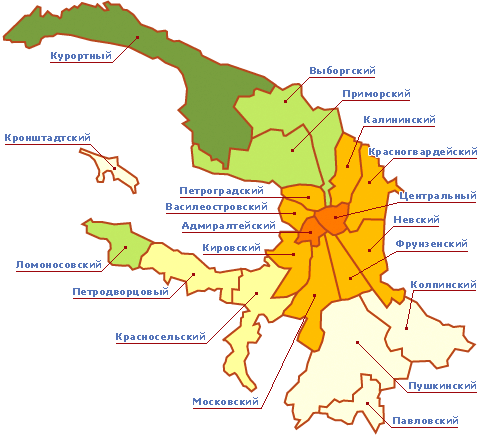 Курортный
Выборгский
Приморский
Калининский
Кронштадтский
Красногвардейский
Петроградский
Центральный
Василеостровский
Невский
Адмиралтейский
Фрунзенский
Кировский
Ломоносовский
Колпинский
Петродворцовый
Красносельский
Пушкинский
Московский
Павловский